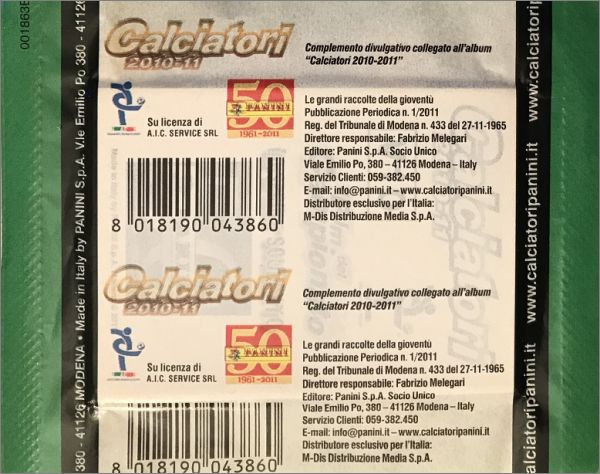 001863E
380 - 41126 MODENA • Made in Italy by PANINI S.p.A. V.le Emilio Po 380 - 41126
Calciatori
2010-11
Complemento divulgativo collegato all'album
"Calciatori 2010-2011"
50
PANINI
1961-2011
Su licenza di
A.I.C. SERVICE SRL
Le grandi raccolte della gioventù
Pubblicazione Periodica n. 1/2011
Reg. del Tribunale di Modena n. 433 del 27-11-1965
Direttore responsabile: Fabrizio Melegari
Editore: Panini S.p.A. Socio Unico
Viale Emilio Po, 380 – 41126 Modena – Italy
Servizio Clienti: 059-382.450
E-mail: info@panini.it – www.calciatoripanini.it
Distributore esclusivo per l'Italia:
M-Dis Distribuzione Media S.p.A.
8 018190 043860
Calciatori
2010-11
Complemento divulgativo collegato all'album
"Calciatori 2010-2011"
50
PANINI
1961-2011
Su licenza di
A.I.C. SERVICE SRL
Le grandi raccolte della gioventù
Pubblicazione Periodica n. 1/2011
Reg. del Tribunale di Modena n. 433 del 27-11-1965
Direttore responsabile: Fabrizio Melegari
Editore: Panini S.p.A. Socio Unico
Viale Emilio Po, 380 – 41126 Modena – Italy
Servizio Clienti: 059-382.450
E-mail: info@panini.it – www.calciatoripanini.it
Distributore esclusivo per l'Italia:
M-Dis Distribuzione Media S.p.A.
8 018190 043860
www.calciatoripanini.it www.calciatoripanini.it